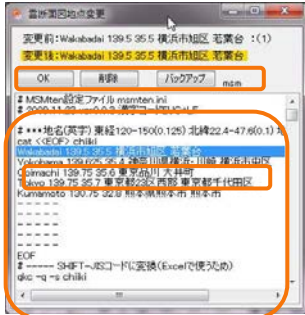 雲断面図地点変更
変更前:Wakabadai 139.5 35.5 横浜市旭区 若葉台 :(1)
変更後:Wakabadai 139.5 35.5 横浜市旭区 若葉台
OK 削除 バックアップ msm
# MSMten設定ファイル msmten.ini
# ***地名(英字) 東経120-150(0.125) 北緯22.4-47.6(0.1)
cat <<EOF> chiiki
Wakabadai 139.5 35.5 横浜市旭区 若葉台
Yokohama 139.625 35.4 神奈川県横浜・川崎 横浜市中区
Ooimachi 139.75 35.6 東京品川 大井町
Tokyo 139.75 35.7 東京都23区西部 東京都千代田区
Kumamoto 130.75 32.8 熊本県熊本市 熊本市
- - - - -
- - - - -
- - - - -
- - - - -
EOF
# ----- SHIFT-JISコードに変換(Excelで使うため)
qkc -q -s chiiki